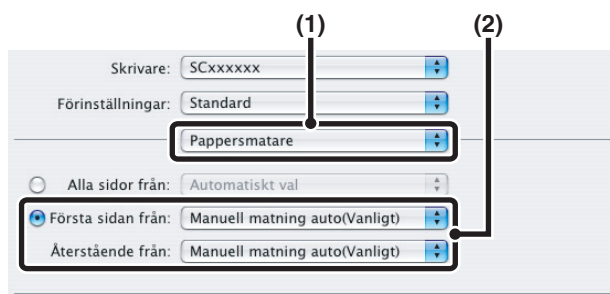 (1) (2)
Skrivare: SCxxxxxx
Förinställningar: Standard
Pappersmatare
Alla sidor från: Automatiskt val
Första sidan från: Manuell matning auto(Vanligt)
Återstående från: Manuell matning auto(Vanligt)